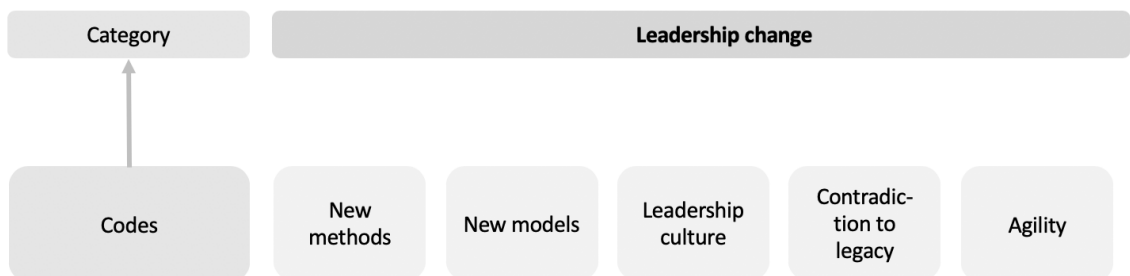 Category
Leadership change
Codes
New
methods
New models
Leadership
culture
Contradic-
tion to
legacy
Agility